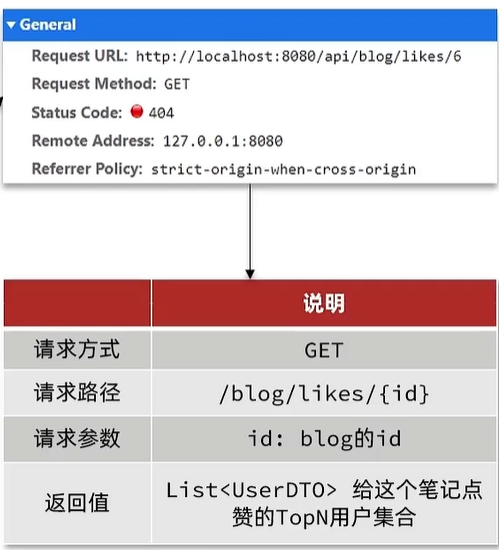 General
Request URL: http://localhost:8080/api/blog/likes/6
Request Method: GET
Status Code: 404
Remote Address: 127.0.0.1:8080
Referrer Policy: strict-origin-when-cross-origin
说明
请求方式 GET
请求路径 /blog/likes/{id}
请求参数 id: blog的id
返回值 List<UserDTO> 给这个笔记点
赞的TopN用户集合